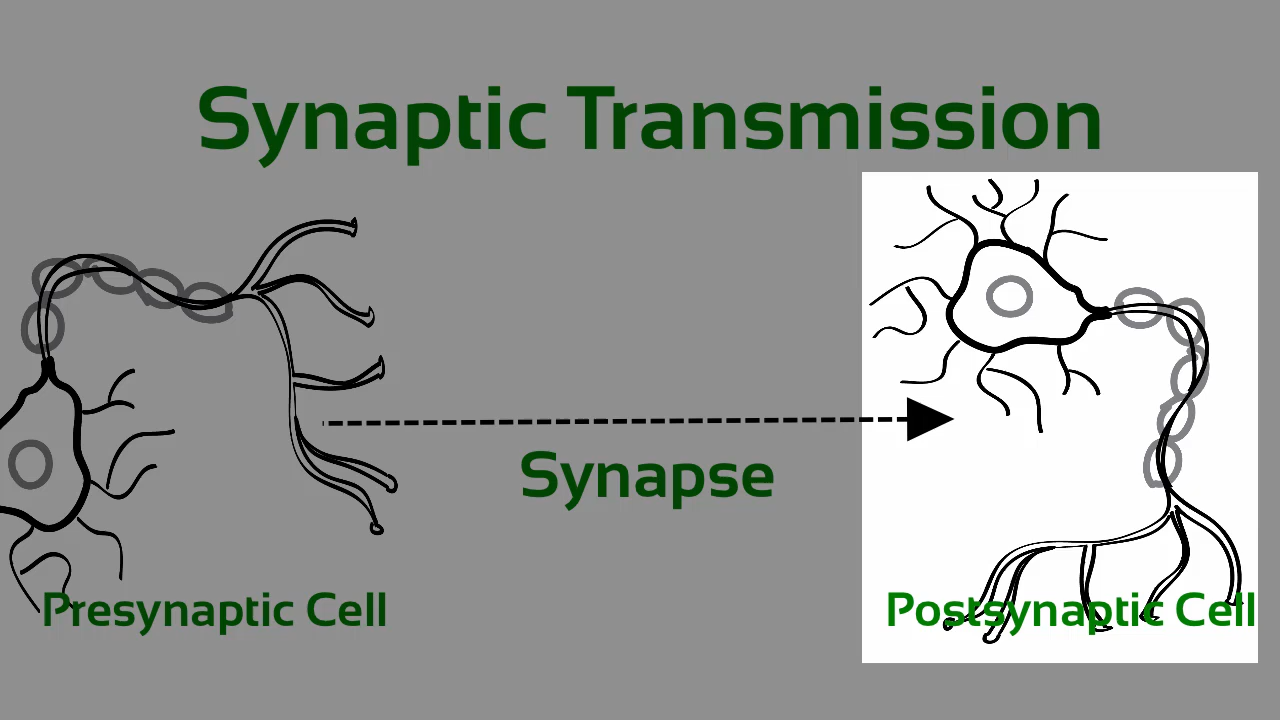 Synaptic Transmission
Synapse
Presynaptic Cell
Postsynaptic Cell